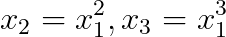 x_2 = x_1^2, x_3 = x_1^3